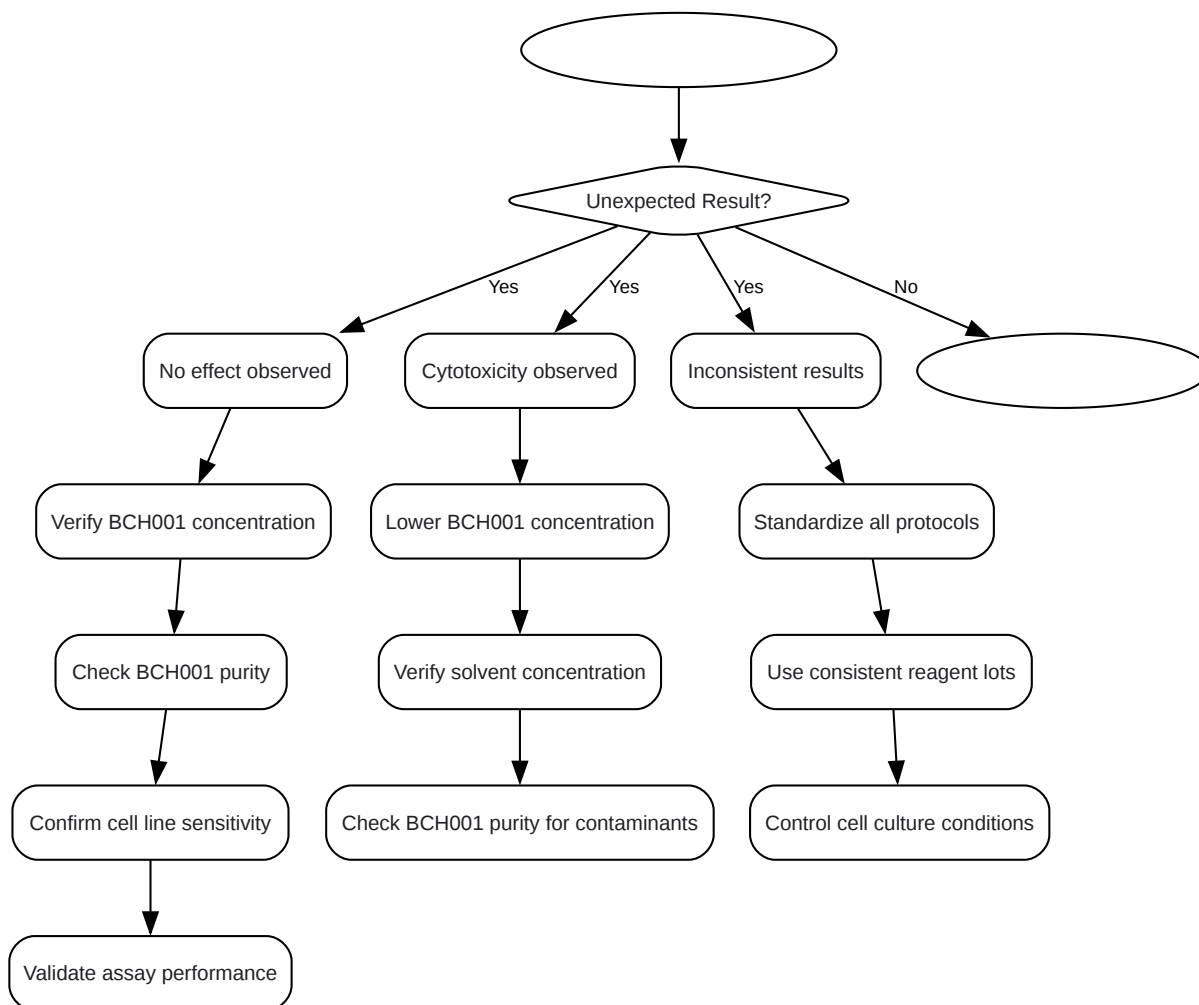 Unexpected Result?
Yes
Yes
Yes
No
No effect observed
Cytotoxicity observed
Inconsistent results
Verify BCH001 concentration
Lower BCH001 concentration
Standardize all protocols
Check BCH001 purity
Verify solvent concentration
Use consistent reagent lots
Confirm cell line sensitivity
Check BCH001 purity for contaminants
Control cell culture conditions
Validate assay performance